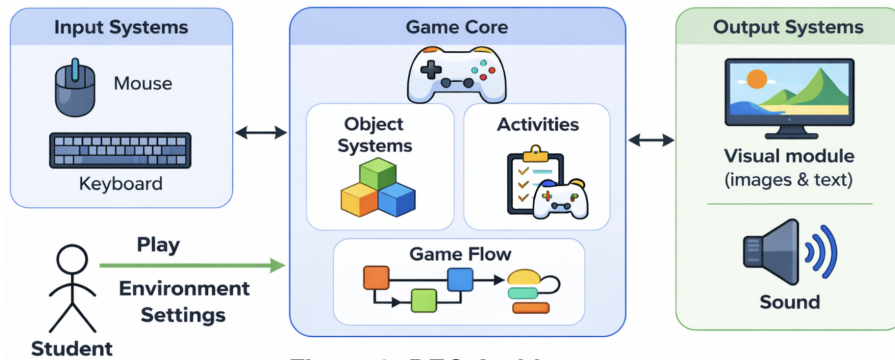 Input Systems
Mouse
Keyboard
Game Core
Object
Systems
Activities
Game Flow
Output Systems
Visual module
(images & text)
Sound
Play
Environment
Settings
Student